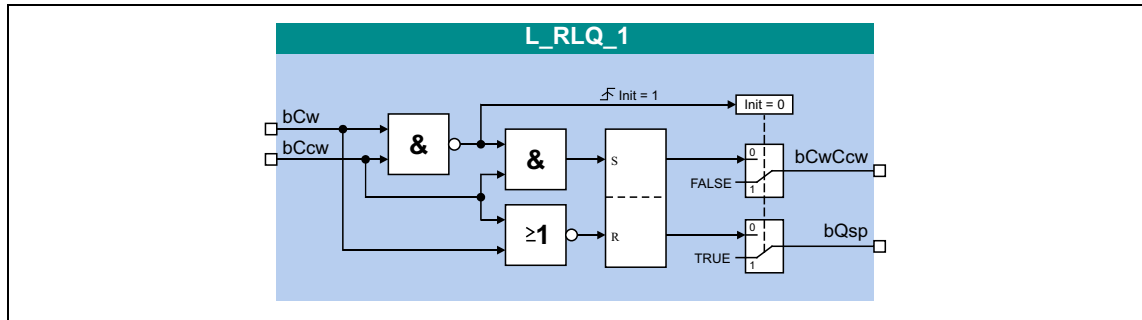 L_RLQ_1
Init = 1
Init = 0
bCw
bCcw
&
&
S
0
bCwCcw
FALSE
1
≥1
R
0
bQsp
TRUE
1